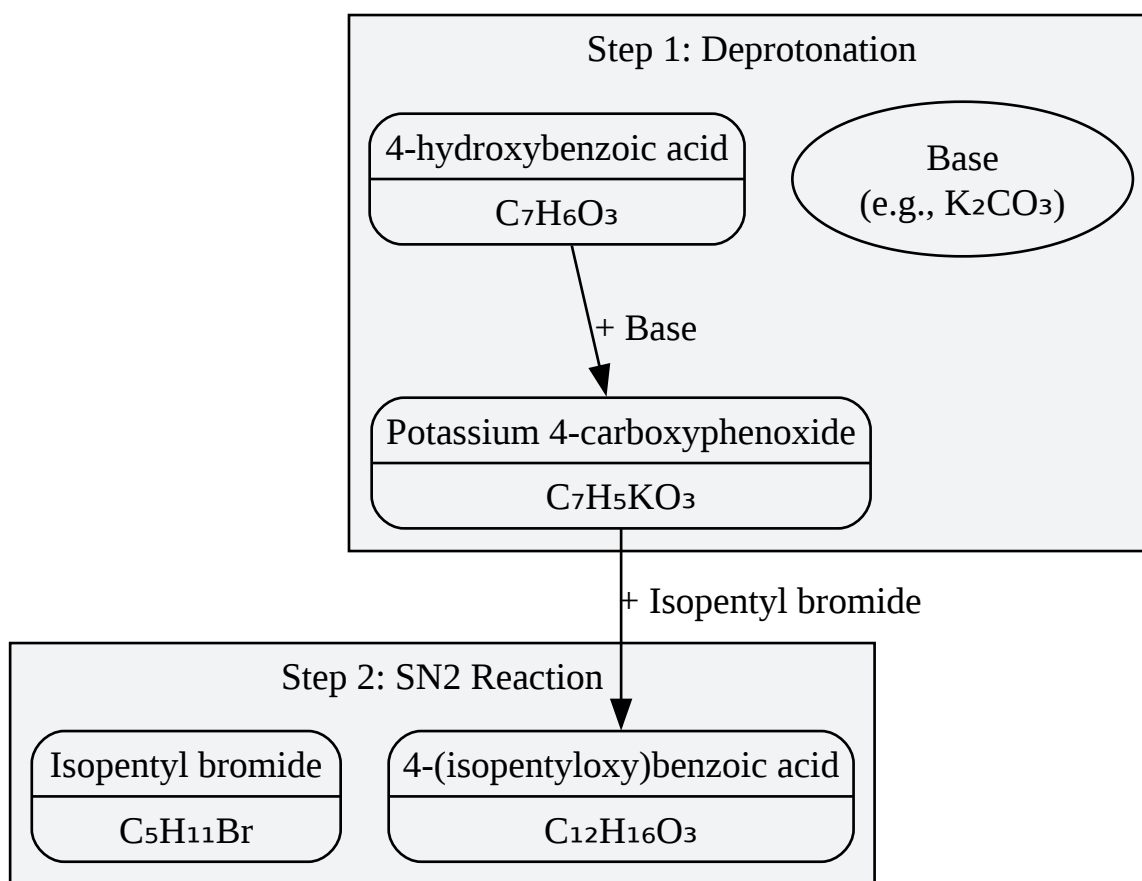 Step 1: Deprotonation
4-hydroxybenzoic acid
C₇H₆O₃
Base
(e.g., K₂CO₃)
+ Base
Potassium 4-carboxyphenoxide
C₇H₅KO₃
+ Isopentyl bromide
Step 2: SN2 Reaction
Isopentyl bromide
C₅H₁₁Br
4-(isopentyloxy)benzoic acid
C₁₂H₁₆O₃